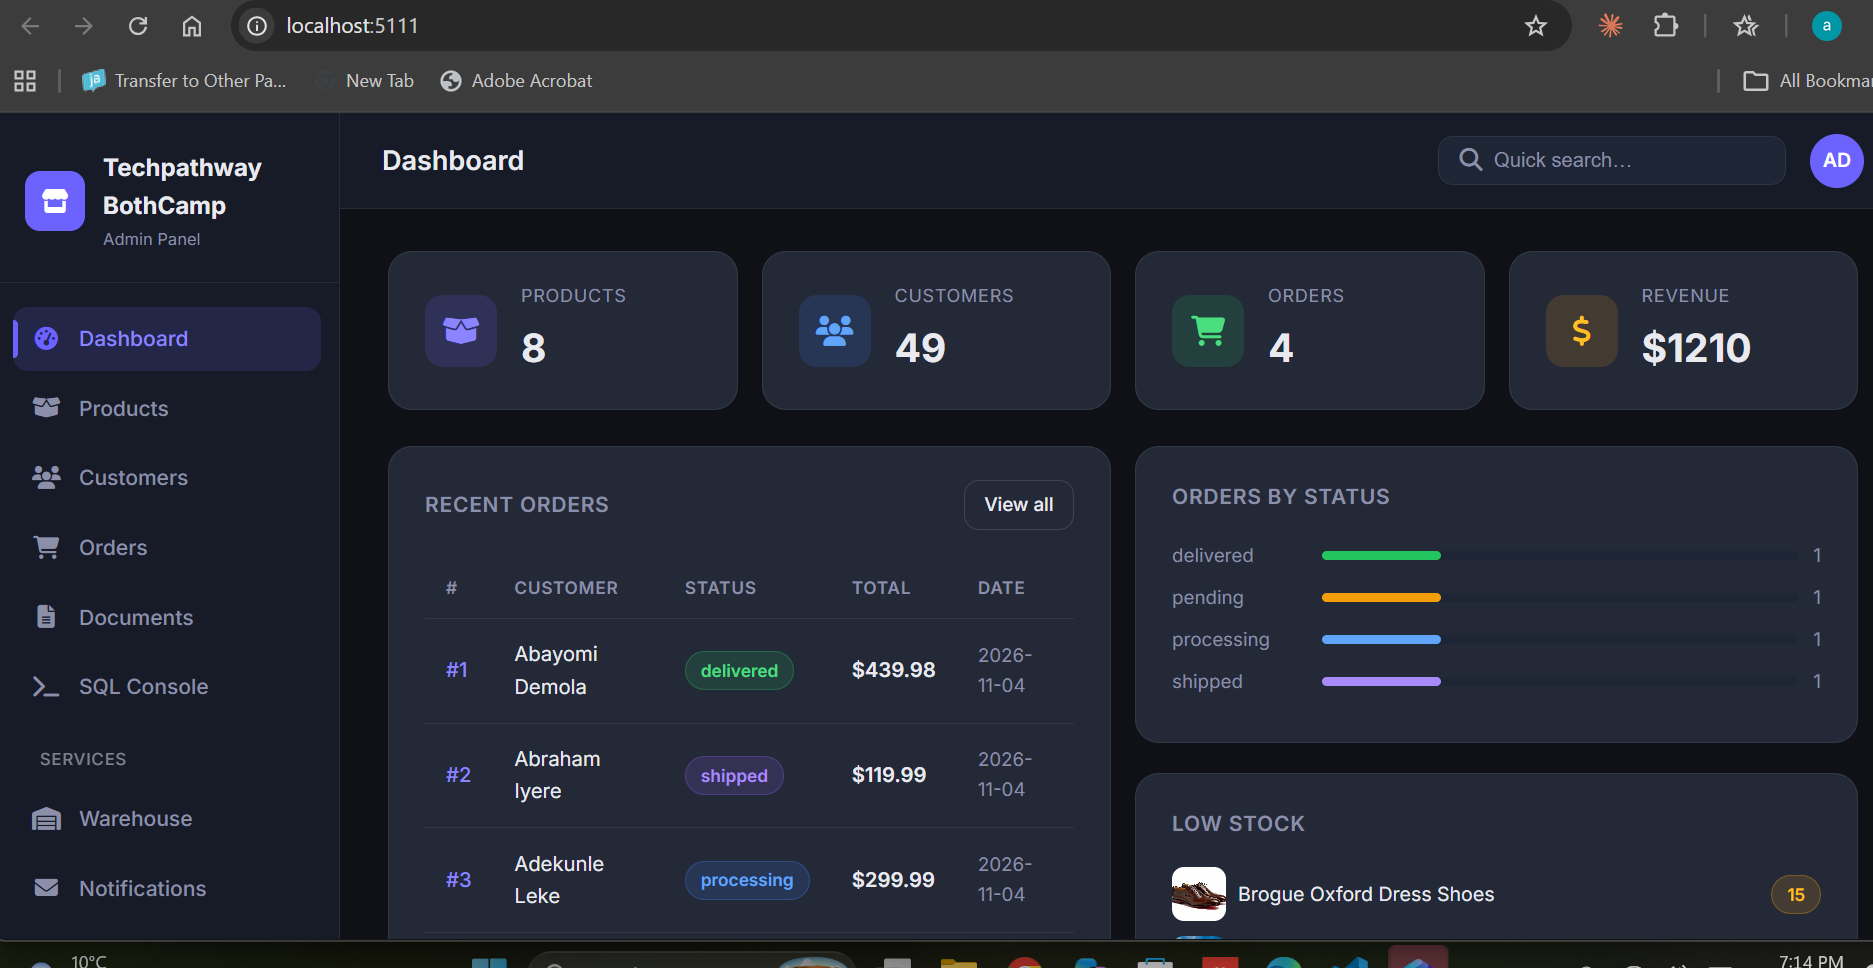 localhost:5111
a
Transfer to Other Pa...
New Tab
Adobe Acrobat
All Bookma
Techpathway
BothCamp
Admin Panel
Dashboard
Products
Customers
Orders
Documents
SQL Console
SERVICES
Warehouse
Notifications
Dashboard
Quick search...
AD
PRODUCTS
8
CUSTOMERS
49
ORDERS
4
REVENUE
$1210
RECENT ORDERS
View all
# CUSTOMER STATUS TOTAL DATE
#1 Abayomi Demola delivered $439.98 2026-11-04
#2 Abraham Iyere shipped $119.99 2026-11-04
#3 Adekunle Leke processing $299.99 2026-11-04
ORDERS BY STATUS
delivered 1
pending 1
processing 1
shipped 1
LOW STOCK
Brogue Oxford Dress Shoes 15
10°C
7:14 PM